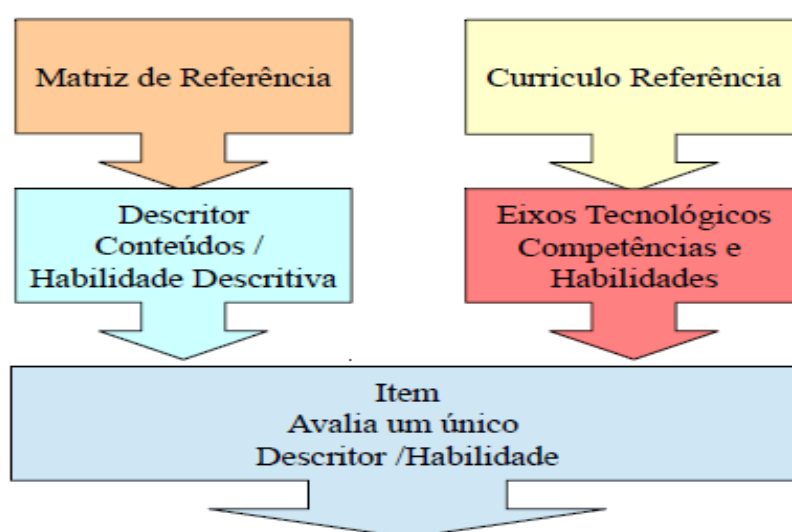 Matriz de Referência
Curriculo Referência
Descritor
Conteúdos /
Habilidade Descritiva
Eixos Tecnológicos
Competências e
Habilidades
Item
Avalia um único
Descritor /Habilidade